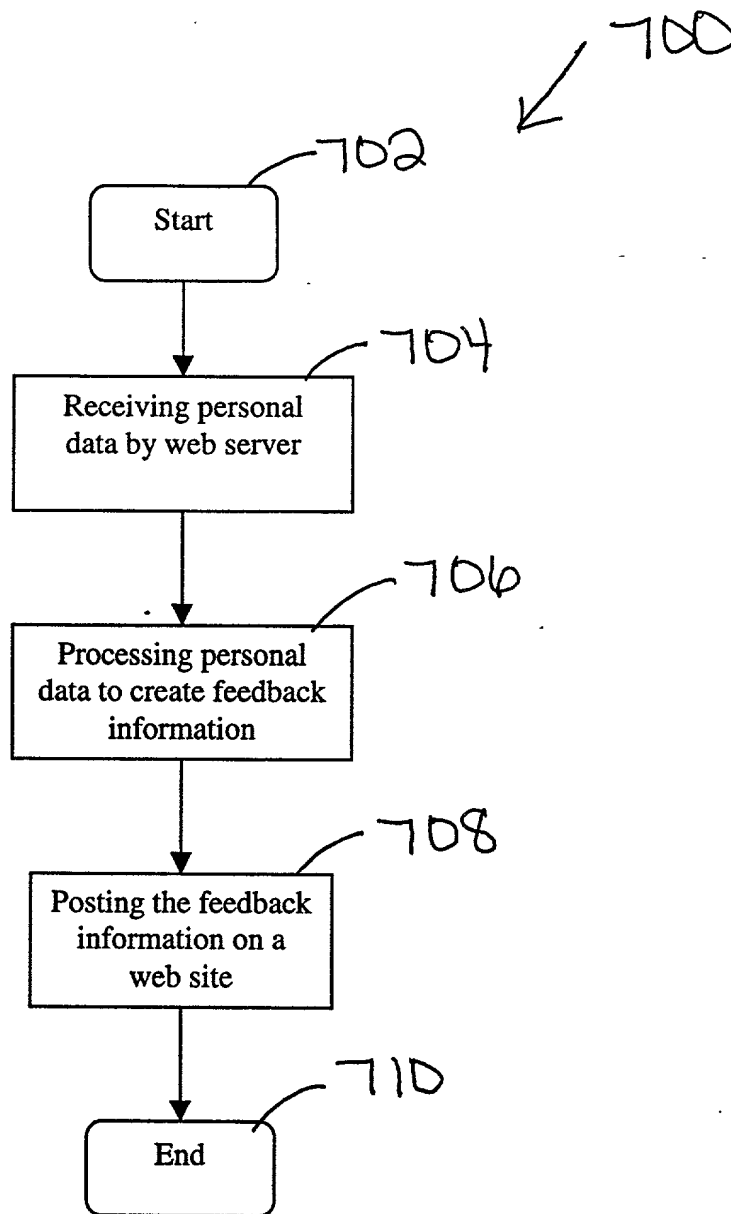 700
702
Start
704
Receiving personal
data by web server
706
Processing personal
data to create feedback
information
708
Posting the feedback
information on a
web site
710
End